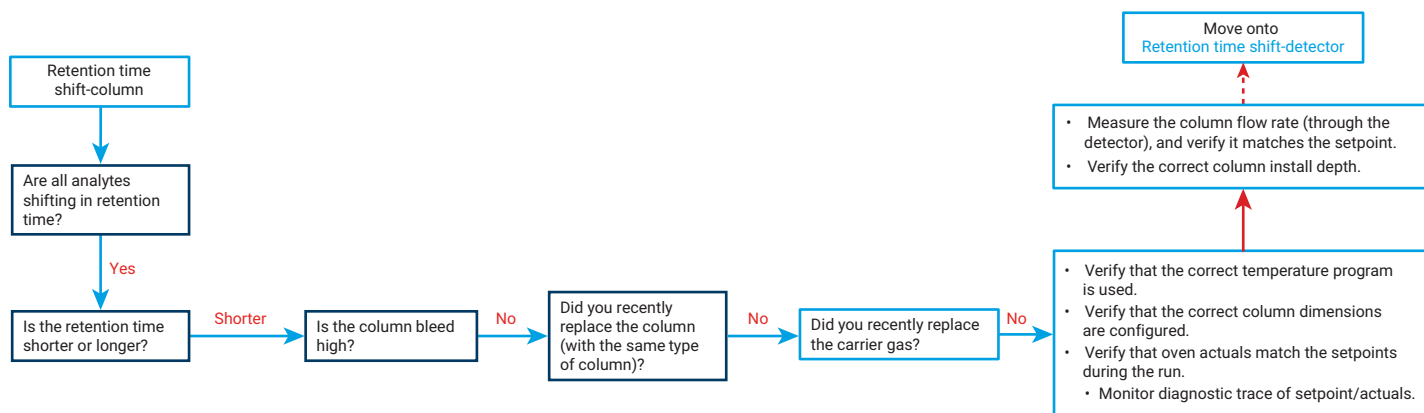 Retention time
shift-column
Are all analytes
shifting in retention
time?
Yes
Is the retention time
shorter or longer?
Shorter
Is the column bleed
high?
No
Did you recently
replace the column
(with the same type
of column)?
No
Did you recently replace
the carrier gas?
No
• Verify that the correct temperature program
is used.
• Verify that the correct column dimensions
are configured.
• Verify that oven actuals match the setpoints
during the run.
• Monitor diagnostic trace of setpoint/actuals.
• Measure the column flow rate (through the
detector), and verify it matches the setpoint.
• Verify the correct column install depth.
Move onto
Retention time shift-detector